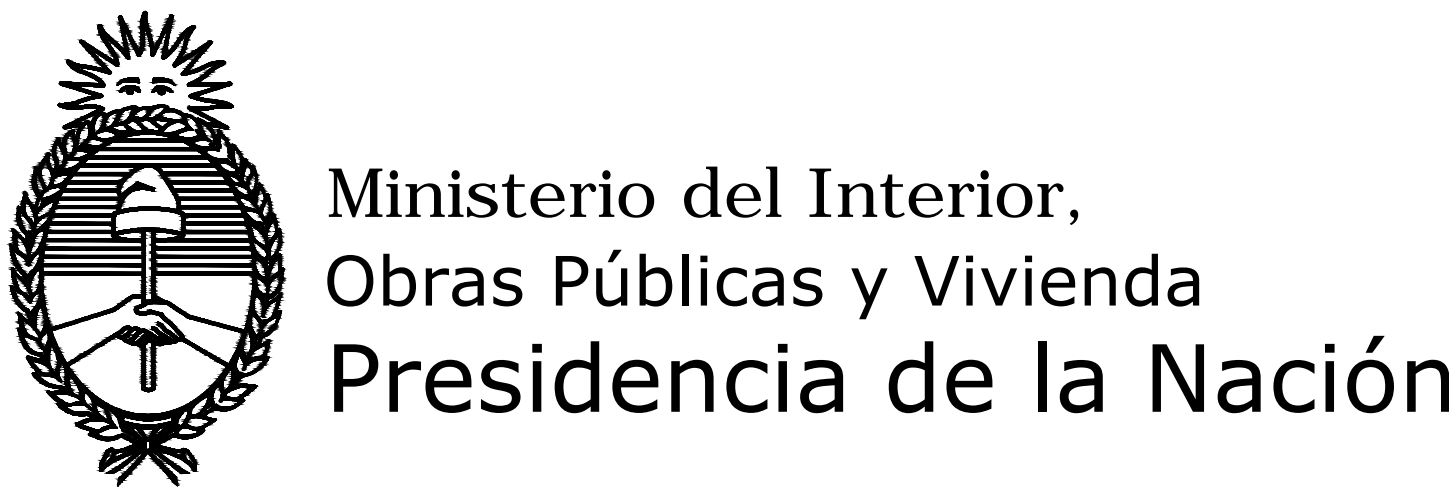 Ministerio del Interior,
Obras Públicas y Vivienda
Presidencia de la Nación